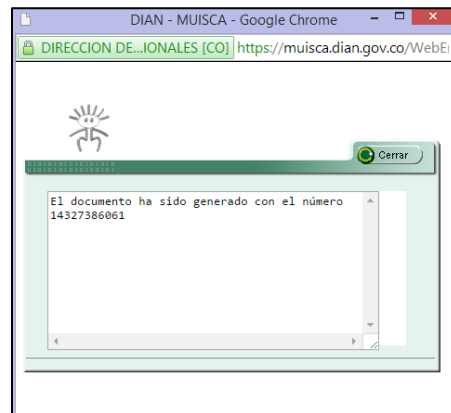 DIAN - MUISCA - Google Chrome
DIRECCION DE...IONALES [CO] https://muisca.dian.gov.co/WebE
Cerrar
El documento ha sido generado con el número
14327386061